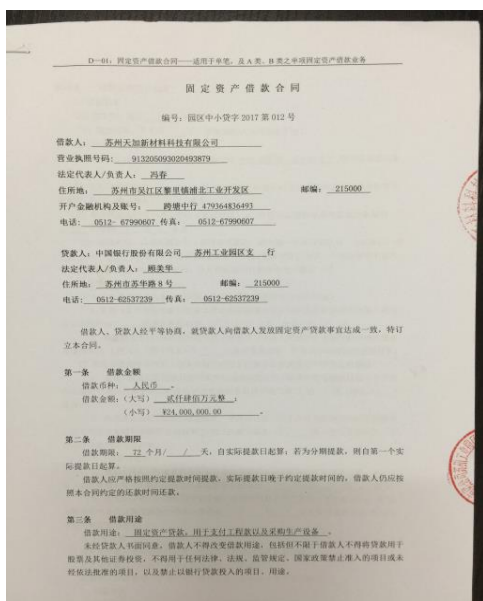 D—01：固定资产借款合同——适用于单笔，及A类、B类之单项固定资产借款业务
固 定 资 产 借 款 合 同
编号：园区中小贷字 2017 第 012 号
借款人： 苏州天加新材料科技有限公司
营业执照号码： 913205093020493879
法定代表人/负责人： 冯春
住所地： 苏州市吴江区黎里镇浦北工业开发区 邮编： 215000
开户金融机构及账号： 跨塘中行 479364836493
电话： 0512- 67990607 传真： 0512-67990607
贷款人：中国银行股份有限公司 苏州工业园区支 行
法定代表人/负责人： 顾美华
住所地： 苏州市苏华路 8 号 邮编： 215000
电话： 0512-62537239 传真： 0512-62537239
借款人、贷款人经平等协商，就贷款人向借款人发放固定资产贷款事宜达成一致，特订
立本合同。
第一条 借款金额
借款币种： 人民币 。
借款金额：（大写） 贰仟肆佰万元整 ；
（小写） ¥24,000,000.00 。
第二条 借款期限
借款期限： 72 个月/ / 天，自实际提款日起算；若为分期提款，则自第一个实
际提款日起算。
借款人应严格按照约定提款时间提款，实际提款日晚于约定提款时间的，借款人仍应按
照本合同约定的还款时间还款。
第三条 借款用途
借款用途： 固定资产贷款，用于支付工程款以及采购生产设备 。
未经贷款人书面同意，借款人不得改变借款用途，包括但不限于借款人不得将贷款用于
股票及其他证券投资，不得用于任何法律、法规、监管规定、国家政策禁止准入的项目或未
经依法批准的项目，以及禁止以银行贷款投入的项目、用途。